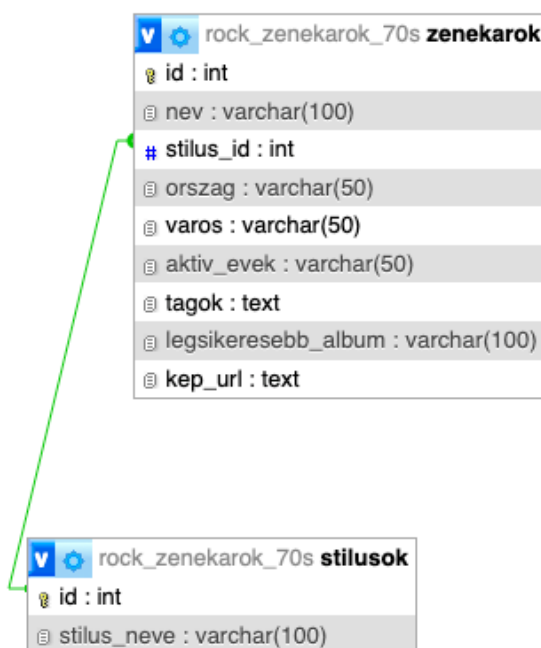 v rock_zenekarok_70s zenekarok
id : int
nev : varchar(100)
# stilus_id : int
orszag : varchar(50)
varos : varchar(50)
aktiv_evek : varchar(50)
tagok : text
legsikeresebb_album : varchar(100)
kep_url : text
v rock_zenekarok_70s stilusok
id : int
stilus_neve : varchar(100)